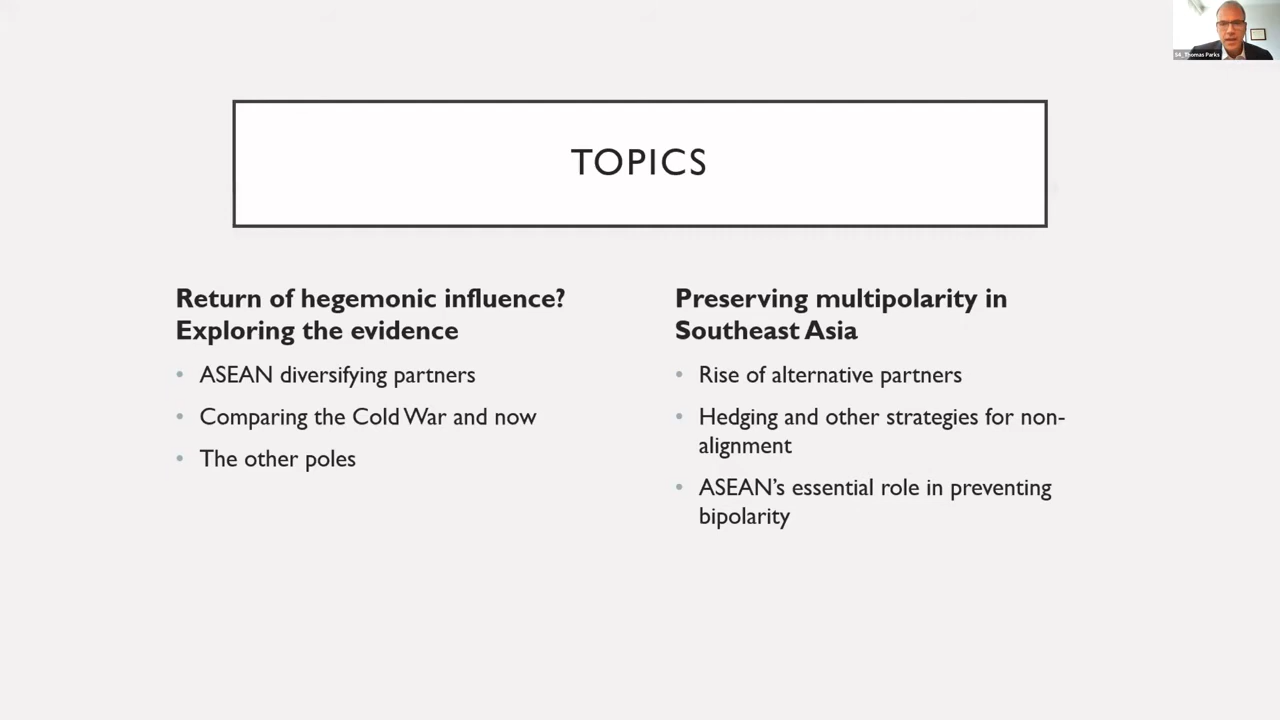 S4_Thomas Parks
TOPICS
Return of hegemonic influence?
Exploring the evidence
• ASEAN diversifying partners
• Comparing the Cold War and now
• The other poles
Preserving multipolarity in
Southeast Asia
• Rise of alternative partners
• Hedging and other strategies for non-
alignment
• ASEAN’s essential role in preventing
bipolarity